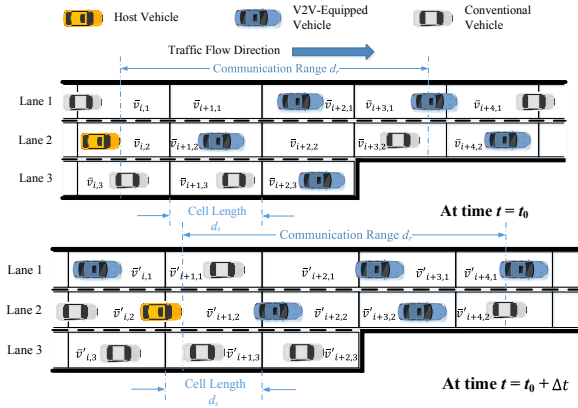 Host Vehicle
V2V-Equipped Vehicle
Conventional Vehicle
Traffic Flow Direction
Communication Range d_r
Lane 1
v̄_{i,1} v̄_{i+1,1} v̄_{i+2,1} v̄_{i+3,1} v̄_{i+4,1}
Lane 2
v̄_{i,2} v̄_{i+1,2} v̄_{i+2,2} v̄_{i+3,2} v̄_{i+4,2}
Lane 3
v̄_{i,3} v̄_{i+1,3} v̄_{i+2,3}
Cell Length
d_s
At time t = t_0
Communication Range d_r
Lane 1
v̄'_{i,1} v̄'_{i+1,1} v̄'_{i+2,1} v̄'_{i+3,1} v̄'_{i+4,1}
Lane 2
v̄'_{i,2} v̄'_{i+1,2} v̄'_{i+2,2} v̄'_{i+3,2} v̄'_{i+4,2}
Lane 3
v̄'_{i,3} v̄'_{i+1,3} v̄'_{i+2,3}
Cell Length
d_s
At time t = t_0 + Δt